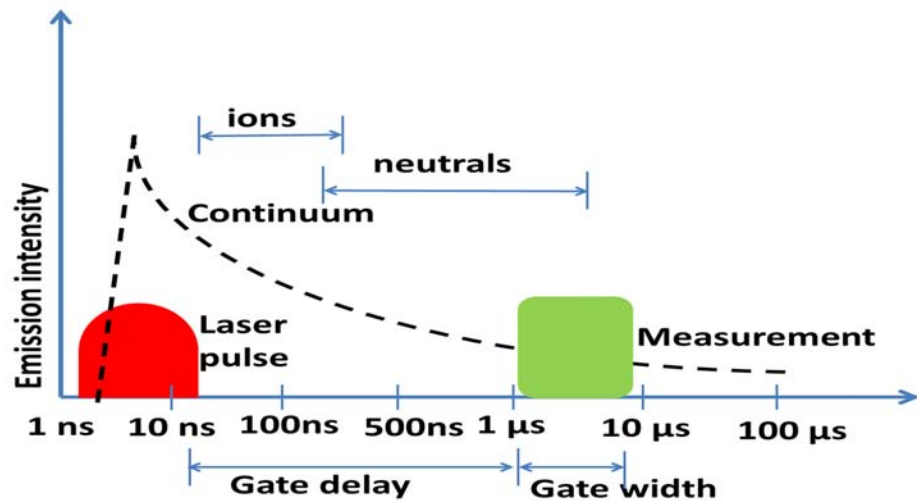 Emission intensity
ions
neutrals
Continuum
Laser
pulse
Measurement
1 ns
10 ns
100ns
500ns
1 µs
10 µs
100 µs
Gate delay
Gate width